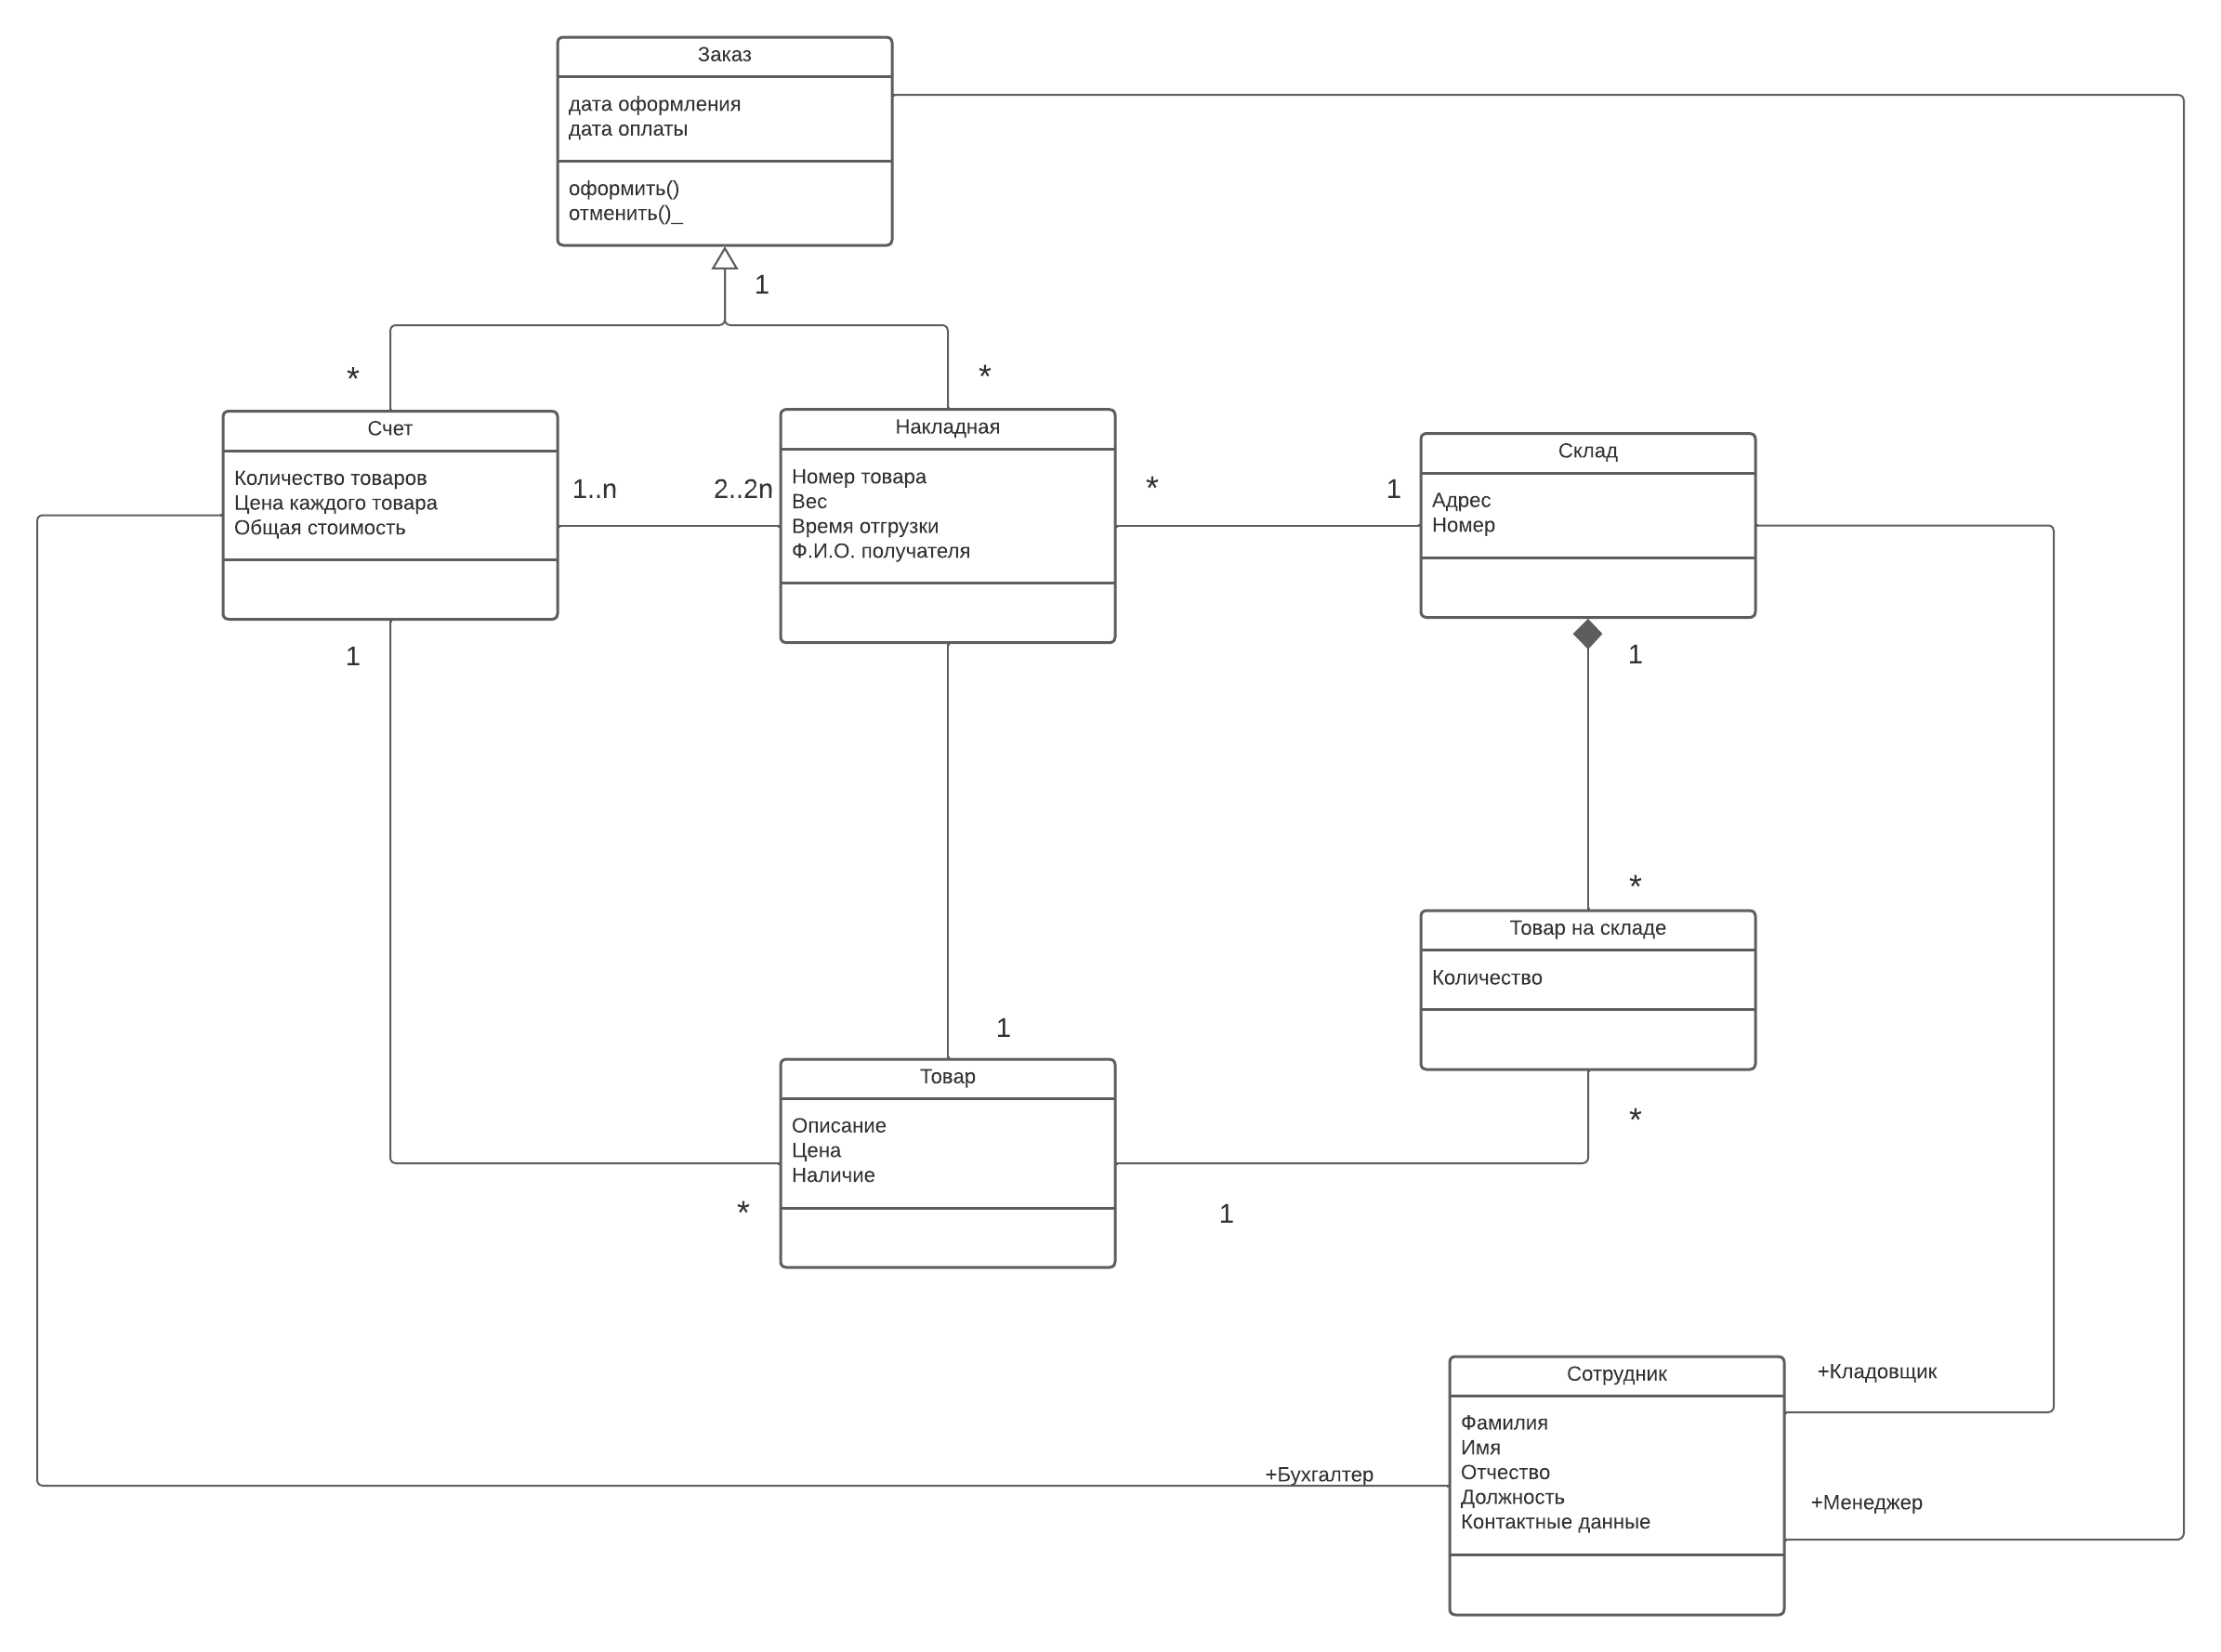 Заказ
дата оформления
дата оплаты
оформить()
отменить()_
1
*
*
Счет
Количество товаров
Цена каждого товара
Общая стоимость
1..n
2..2n
Накладная
Номер товара
Вес
Время отгрузки
Ф.И.О. получателя
*
1
Склад
Адрес
Номер
1
1
*
Товар на складе
Количество
*
1
Товар
Описание
Цена
Наличие
*
1
Сотрудник
Фамилия
Имя
Отчество
Должность
Контактные данные
+Кладовщик
+Бухгалтер
+Менеджер